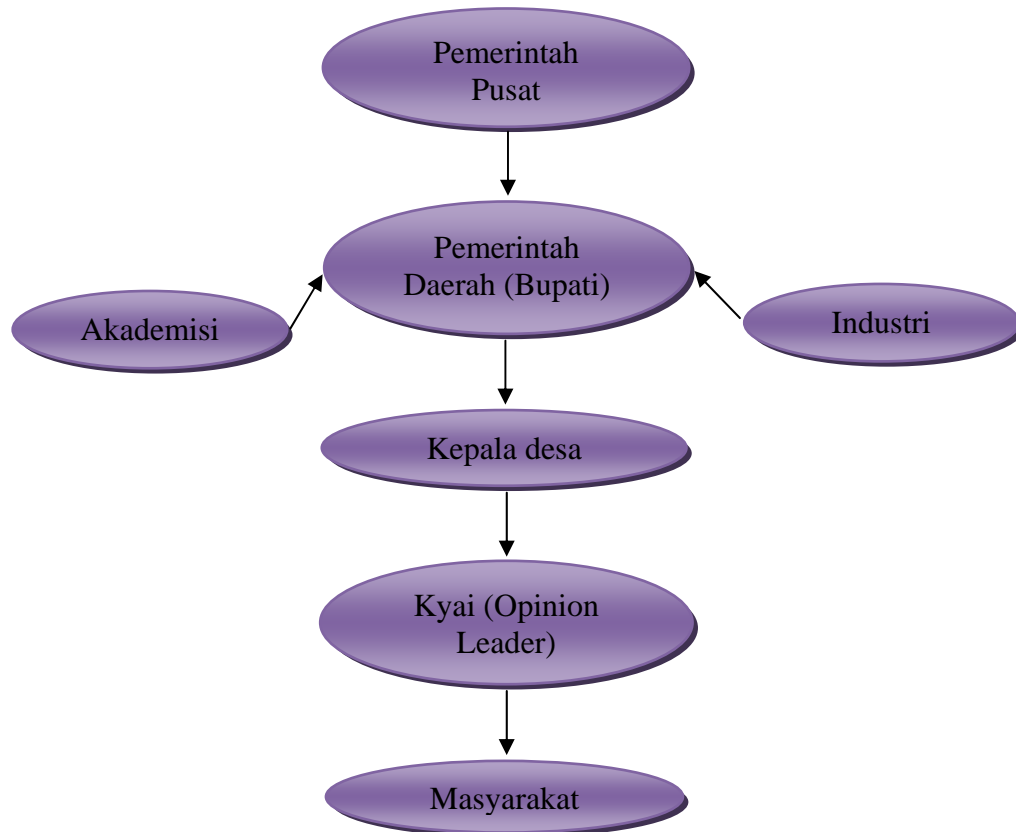 Pemerintah
Pusat
Pemerintah
Daerah (Bupati)
Akademisi
Industri
Kepala desa
Kyai (Opinion
Leader)
Masyarakat